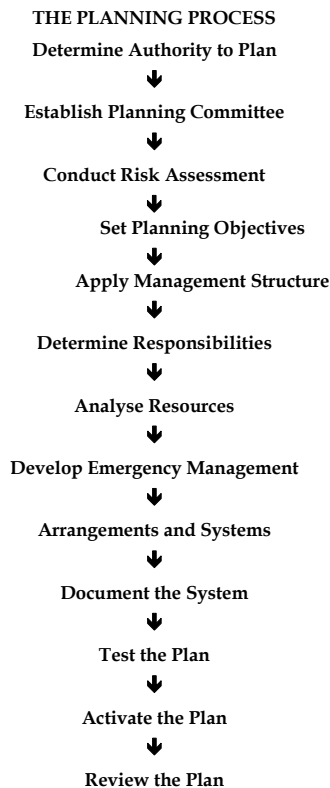 THE PLANNING PROCESS
Determine Authority to Plan
Establish Planning Committee
Conduct Risk Assessment
Set Planning Objectives
Apply Management Structure
Determine Responsibilities
Analyse Resources
Develop Emergency Management
Arrangements and Systems
Document the System
Test the Plan
Activate the Plan
Review the Plan